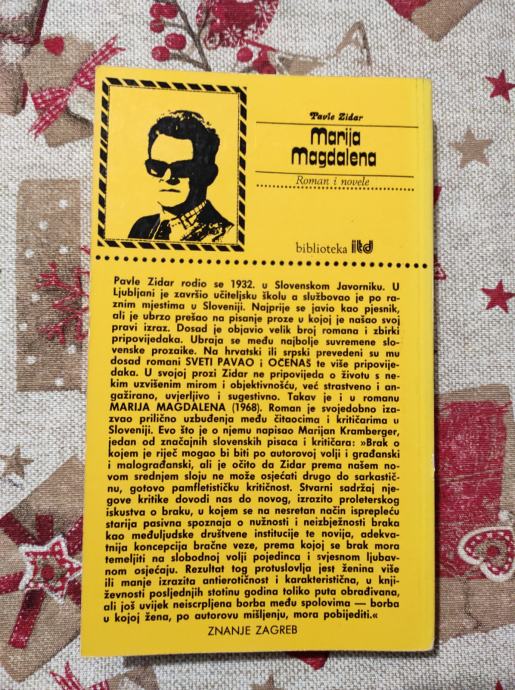 Pavle Zidar
Marija
Magdalena
Roman i novele
biblioteka itd
Pavle Zidar rodio se 1932. u Slovenskom Javorniku. U
Ljubljani je završio učiteljsku školu a službovao je po ra-
znim mjestima u Sloveniji. Najprije se javio kao pjesnik,
ali je ubrzo prešao na pisanje proze u kojoj je našao svoj
pravi izraz. Dosad je objavio velik broj romana i zbirki
pripovijedaka. Ubraja se među najbolje suvremene slo-
venske prozaike. Na hrvatski ili srpski prevedeni su mu
dosad romani SVETI PAVAO i OČENAŠ te više pripovije-
daka. U svojoj prozi Zidar ne pripovijeda o životu s ne-
kim uzvišenim mirom i objektivnošću, već strastveno i an-
gažirano, uvjerljivo i sugestivno. Takav je i u romanu
MARIJA MAGDALENA (1968). Roman je svojedobno iza-
zvao prilično uzbuđenja među čitaocima i kritičarima u
Sloveniji. Evo što je o njemu napisao Marijan Kramberger,
jedan od značajnih slovenskih pisaca i kritičara: »Brak o
kojem je riječ mogao bi biti po autorovoj volji i građanski
i malograđanski, ali je očito da Zidar prema našem no-
vom srednjem sloju ne može osjećati drugo do sarkastič-
nu, gotovo pamfletističku kritičnost. Stvarni sadržaj nje-
gove kritike dovodi nas do novog, izrazito proleterskog
iskustva o braku, u kojem se na nesretan način isprepleću
starija pasivna spoznaja o nužnosti i neizbježnosti braka
kao međuljudske društvene institucije te novija, adekva-
tnija koncepcija bračne veze, prema kojoj se brak mora
temeljiti na slobodnoj volji pojedinca i svjesnom ljubav-
nom osjećaju. Rezultat tog protuslovlja jest ženina više
ili manje izrazita antierotičnost i karakteristična, u knji-
ževnosti posljednjih stotinu godina toliko puta obrađivana,
ali još uvijek neiscrpljena borba među spolovima — borba
u kojoj žena, po autorovu mišljenju, mora pobijediti.«
ZNANJE ZAGREB